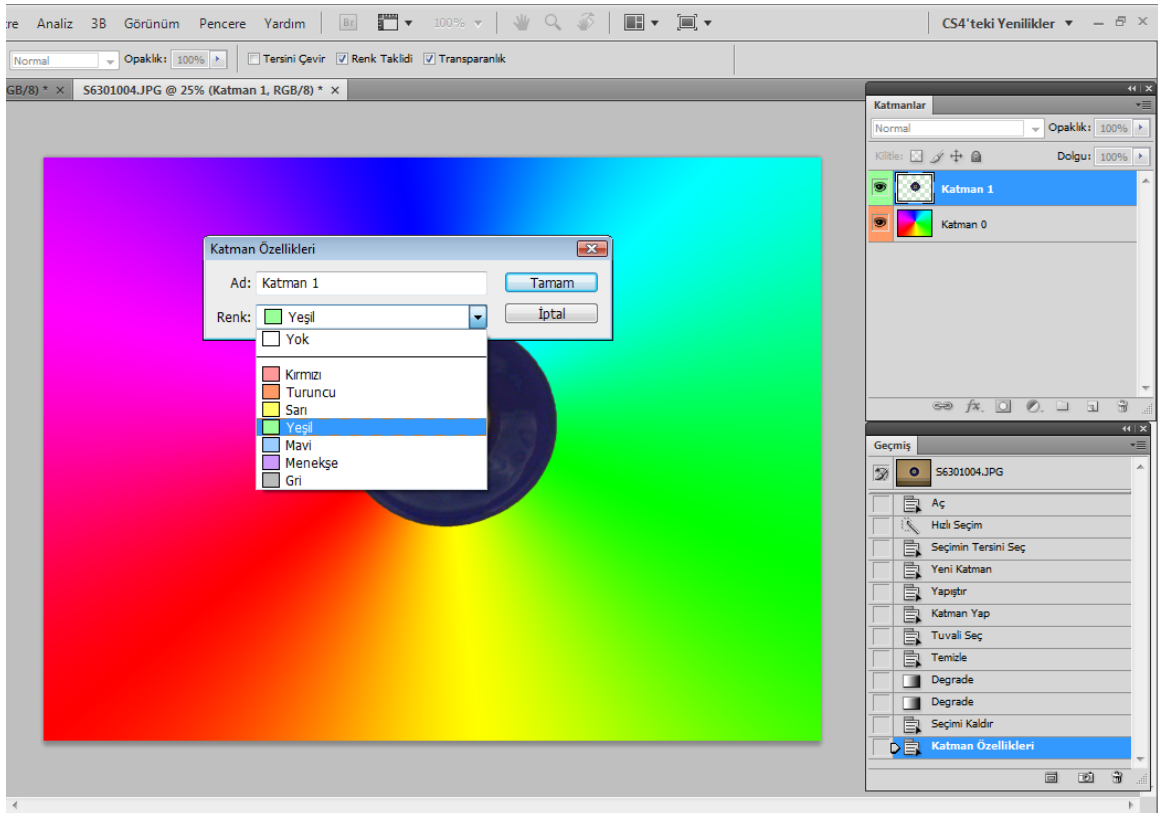 tre Analiz 3B Görünüm Pencere Yardım Br 100% CS4'teki Yenilikler
Normal Opaklık: 100% Tersini Çevir Renk Taklidi Transparanlık
GB/8) * × S6301004.JPG @ 25% (Katman 1, RGB/8) * ×
Katmanlar
Normal Opaklık: 100%
Kilitle: Dolgu: 100%
Katman 1
Katman 0
Katman Özellikleri
Ad: Katman 1 Tamam
Renk: Yeşil İptal
Yok
Kırmızı
Turuncu
Sarı
Yeşil
Mavi
Menekşe
Gri
fx.
Geçmiş
S6301004.JPG
Aç
Hızlı Seçim
Seçimin Tersini Seç
Yeni Katman
Yapıştır
Katman Yap
Tuvali Seç
Temizle
Degrade
Degrade
Seçimi Kaldır
Katman Özellikleri